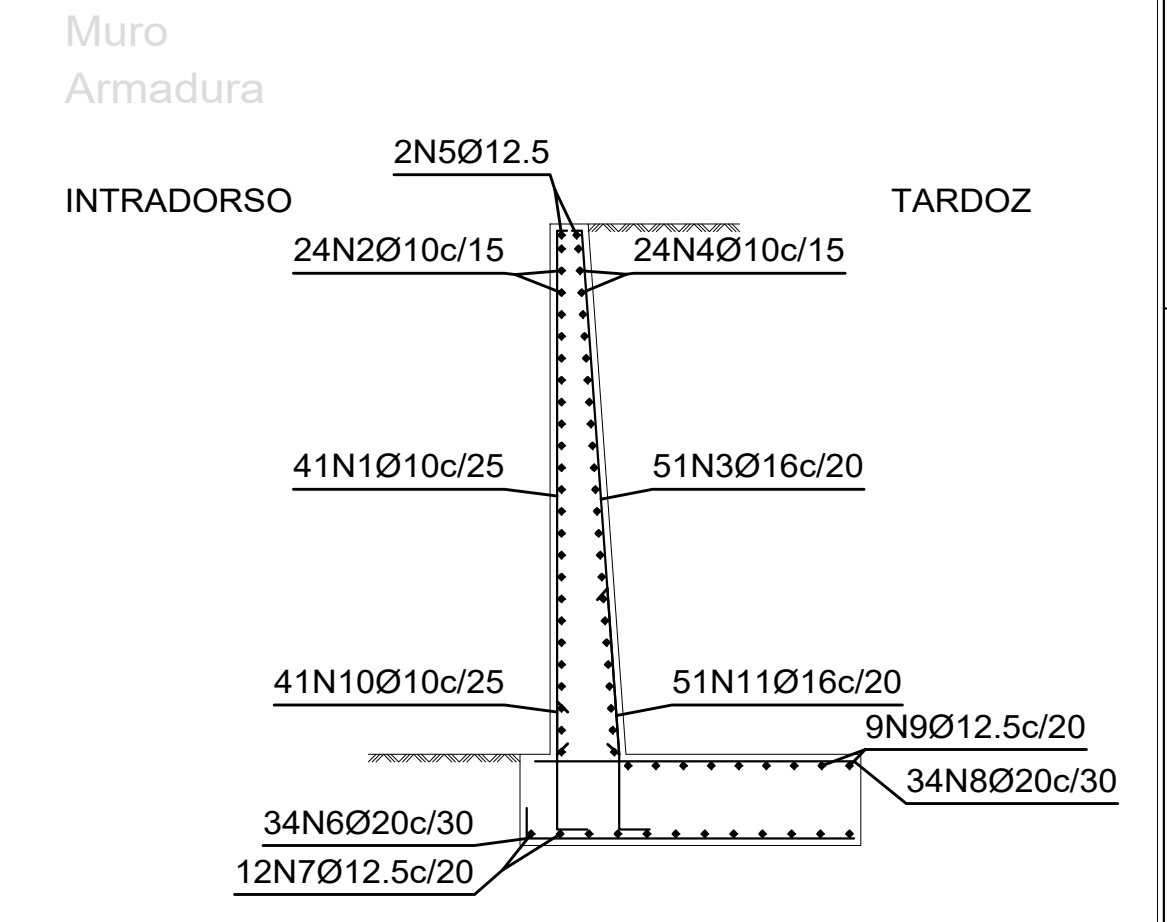 Muro
Armadura
2N5Ø12.5
INTRADORSO
TARDOZ
24N2Ø10c/15
24N4Ø10c/15
41N1Ø10c/25
51N3Ø16c/20
41N10Ø10c/25
51N11Ø16c/20
9N9Ø12.5c/20
34N8Ø20c/30
34N6Ø20c/30
12N7Ø12.5c/20